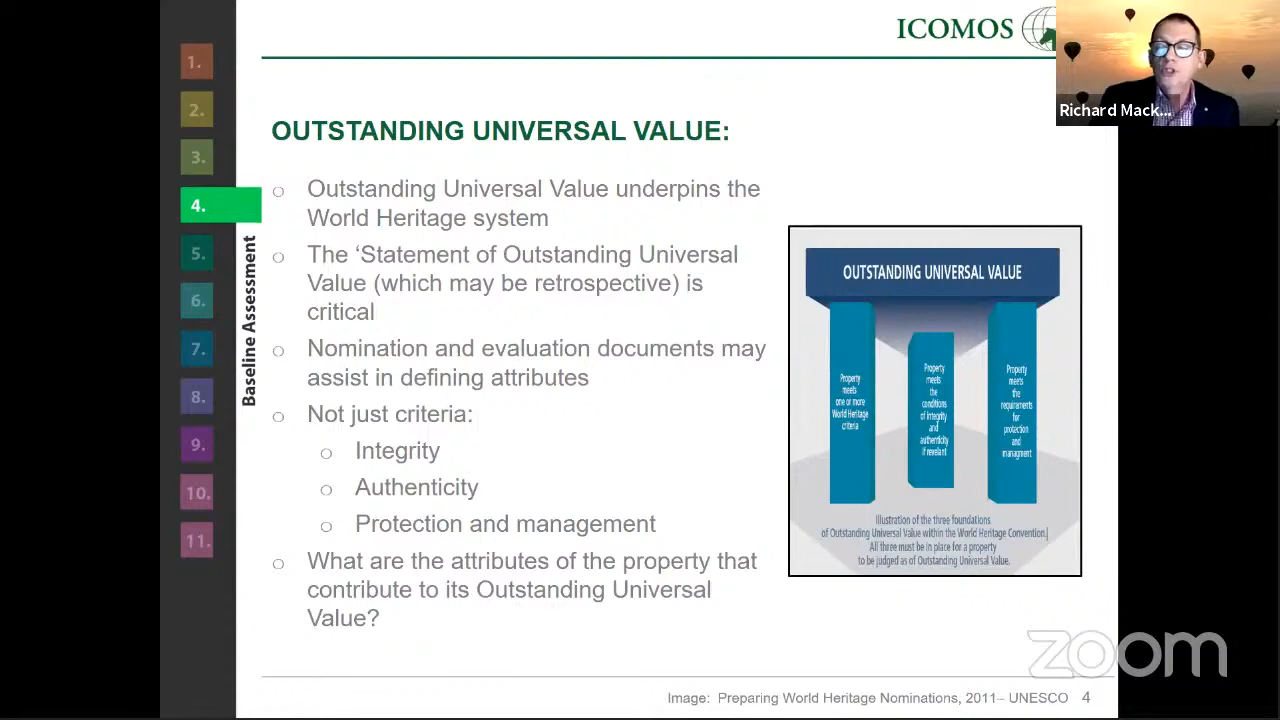 ICOMOS
Richard Mack...
1.
2.
3.
4.
5.
6.
7.
8.
9.
10.
11.
Baseline Assessment
OUTSTANDING UNIVERSAL VALUE:
Outstanding Universal Value underpins the
World Heritage system
The ‘Statement of Outstanding Universal
Value (which may be retrospective) is
critical
Nomination and evaluation documents may
assist in defining attributes
Not just criteria:
Integrity
Authenticity
Protection and management
What are the attributes of the property that
contribute to its Outstanding Universal
Value?
OUTSTANDING UNIVERSAL VALUE
Property
meets
one or more
World Heritage
criteria
Property
meets
the
conditions
of integrity
and
authenticity
if relevant
Property
meets
the
requirements
for
protection
and
managment
Illustration of the three foundations
of Outstanding Universal Value within the World Heritage Convention.
All three must be in place for a property
to be judged as of Outstanding Universal Value.
zoom
Image: Preparing World Heritage Nominations, 2011– UNESCO 4